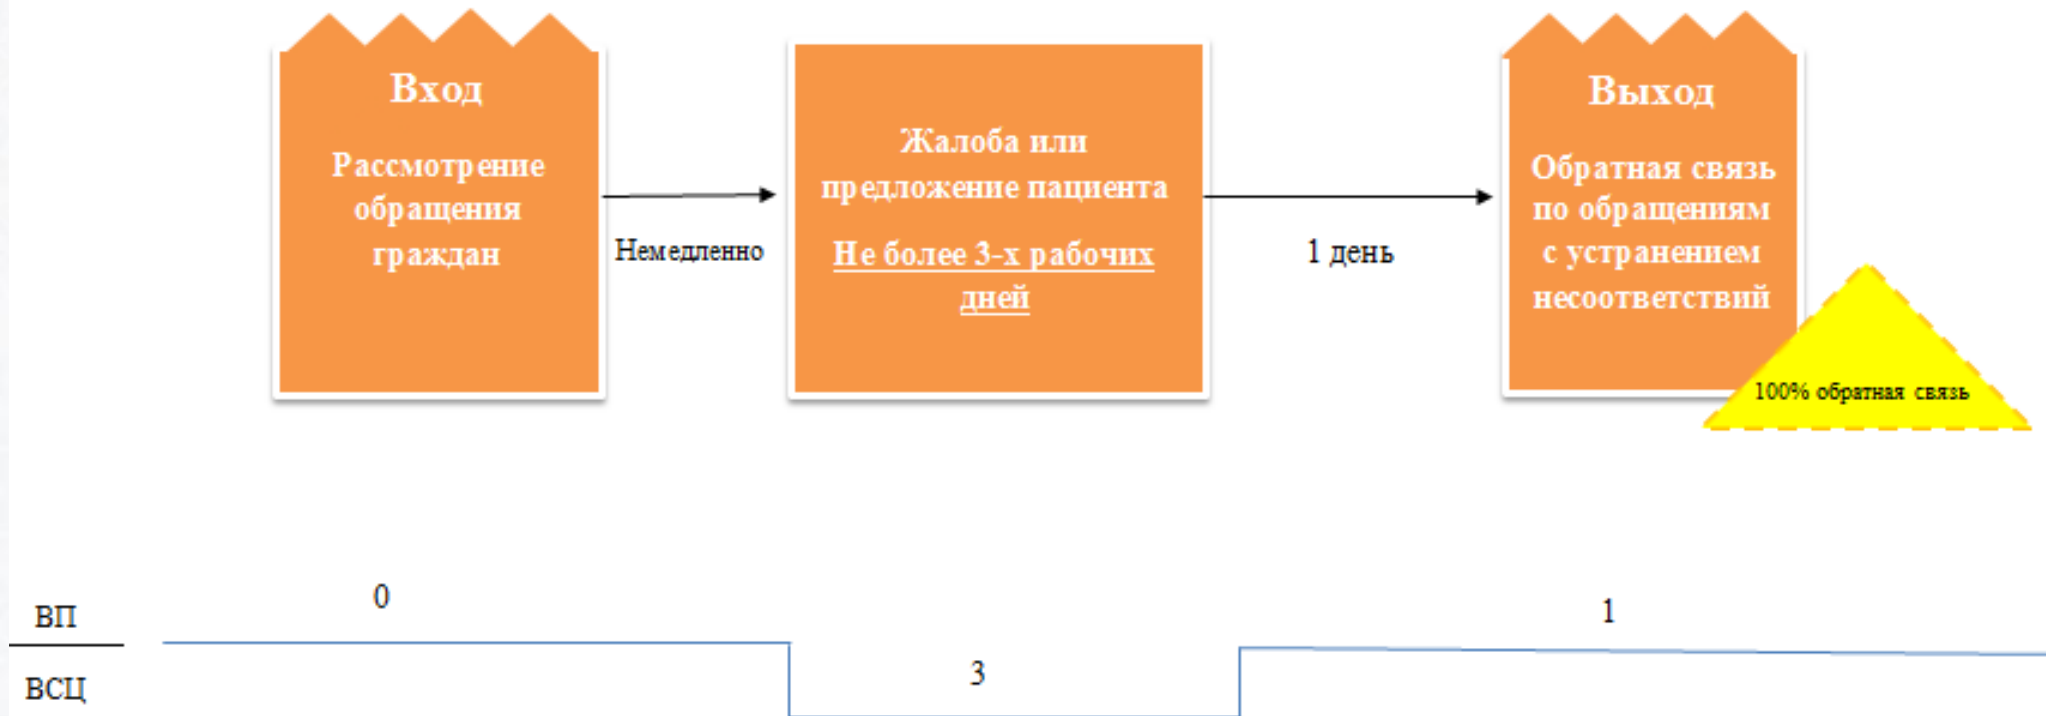 Вход
Рассмотрение
обращения
граждан
Немедленно
Жалоба или
предложение пациента
Не более 3-х рабочих
дней
1 день
Выход
Обратная связь
по обращениям
с устранением
несоответствий
100% обратная связь
ВП
0
1
ВСЦ
3